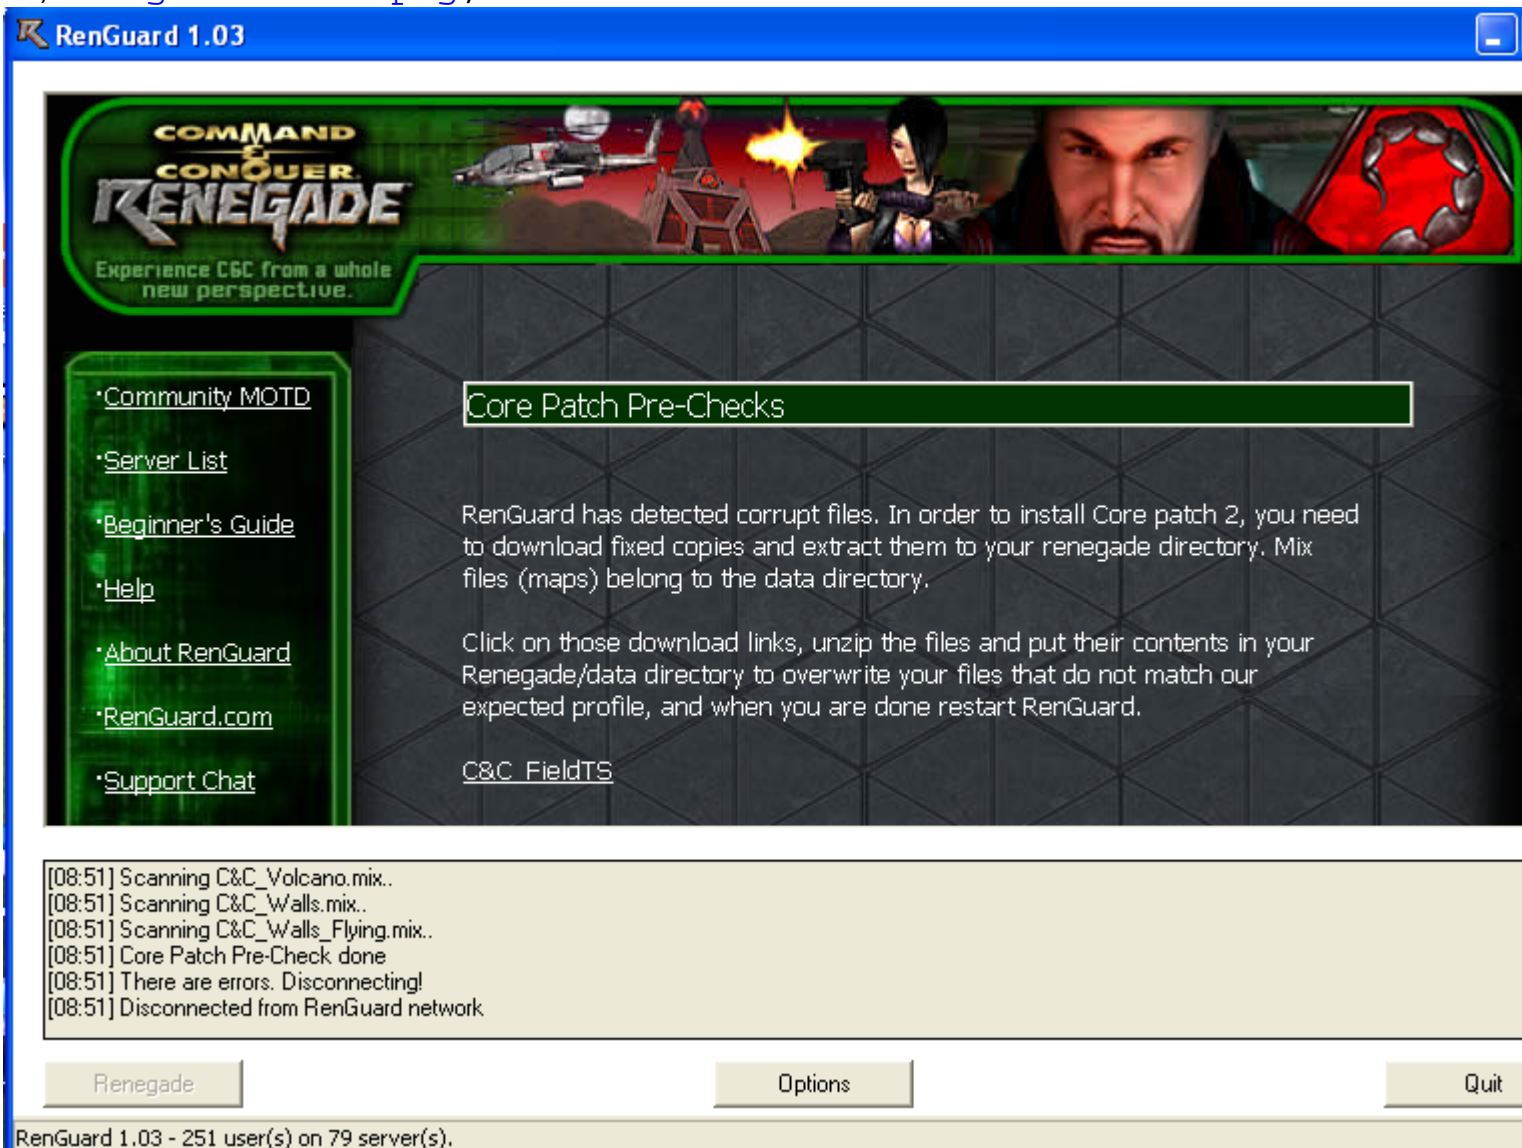 RenGuard 1.03
COMMAND
&
CONQUER
RENEGADE
Experience C&C from a whole
new perspective.
·Community MOTD
·Server List
·Beginner's Guide
·Help
·About RenGuard
·RenGuard.com
·Support Chat
Core Patch Pre-Checks
RenGuard has detected corrupt files. In order to install Core patch 2, you need
to download fixed copies and extract them to your renegade directory. Mix
files (maps) belong to the data directory.
Click on those download links, unzip the files and put their contents in your
Renegade/data directory to overwrite your files that do not match our
expected profile, and when you are done restart RenGuard.
C&C_FieldTS
[08:51] Scanning C&C_Volcano.mix..
[08:51] Scanning C&C_Walls.mix..
[08:51] Scanning C&C_Walls_Flying.mix..
[08:51] Core Patch Pre-Check done
[08:51] There are errors. Disconnecting!
[08:51] Disconnected from RenGuard network
Renegade
Options
Quit
RenGuard 1.03 - 251 user(s) on 79 server(s).